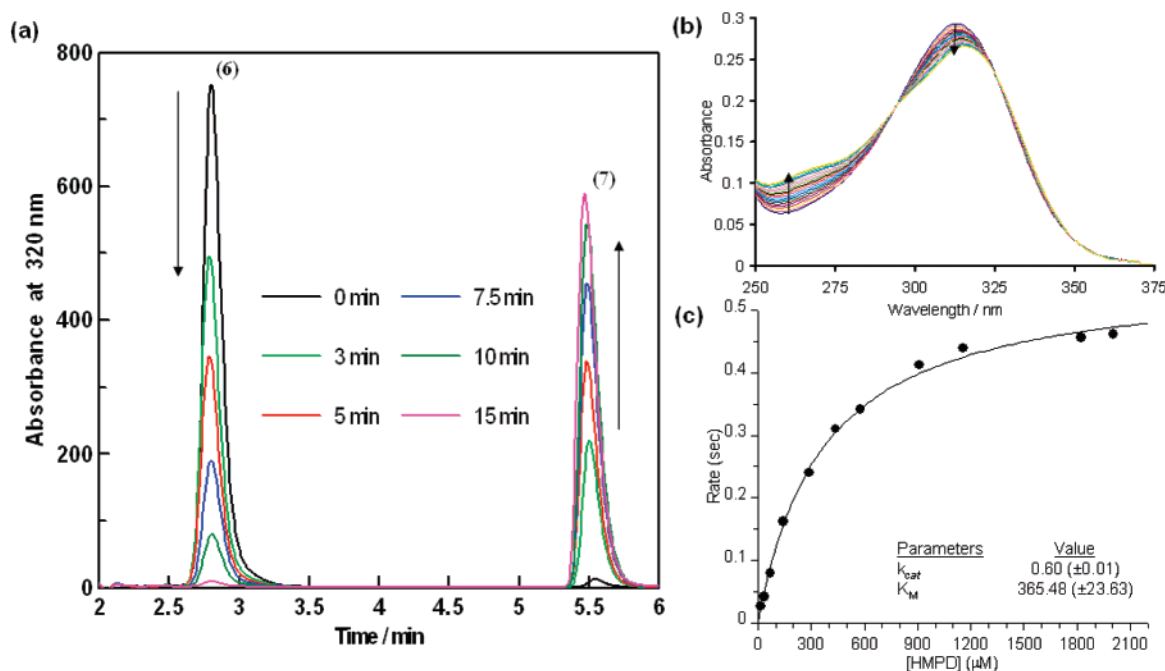 (a)
800
600
400
200
0
Absorbance at 320 nm
(6)
(7)
0 min
7.5 min
3 min
10 min
5 min
15 min
2 2.5 3 3.5 4 4.5 5 5.5 6
Time / min
(b)
0.3
0.25
0.2
0.15
0.1
0.05
0
Absorbance
250 275 300 325 350 375
Wavelength / nm
(c)
0.5
0.4
0.3
0.2
0.1
0
Rate (sec)
Parameters Value
kcat 0.60 (±0.01)
KM 365.48 (±23.63)
0 300 600 900 1200 1500 1800 2100
[HMPD] (µM)